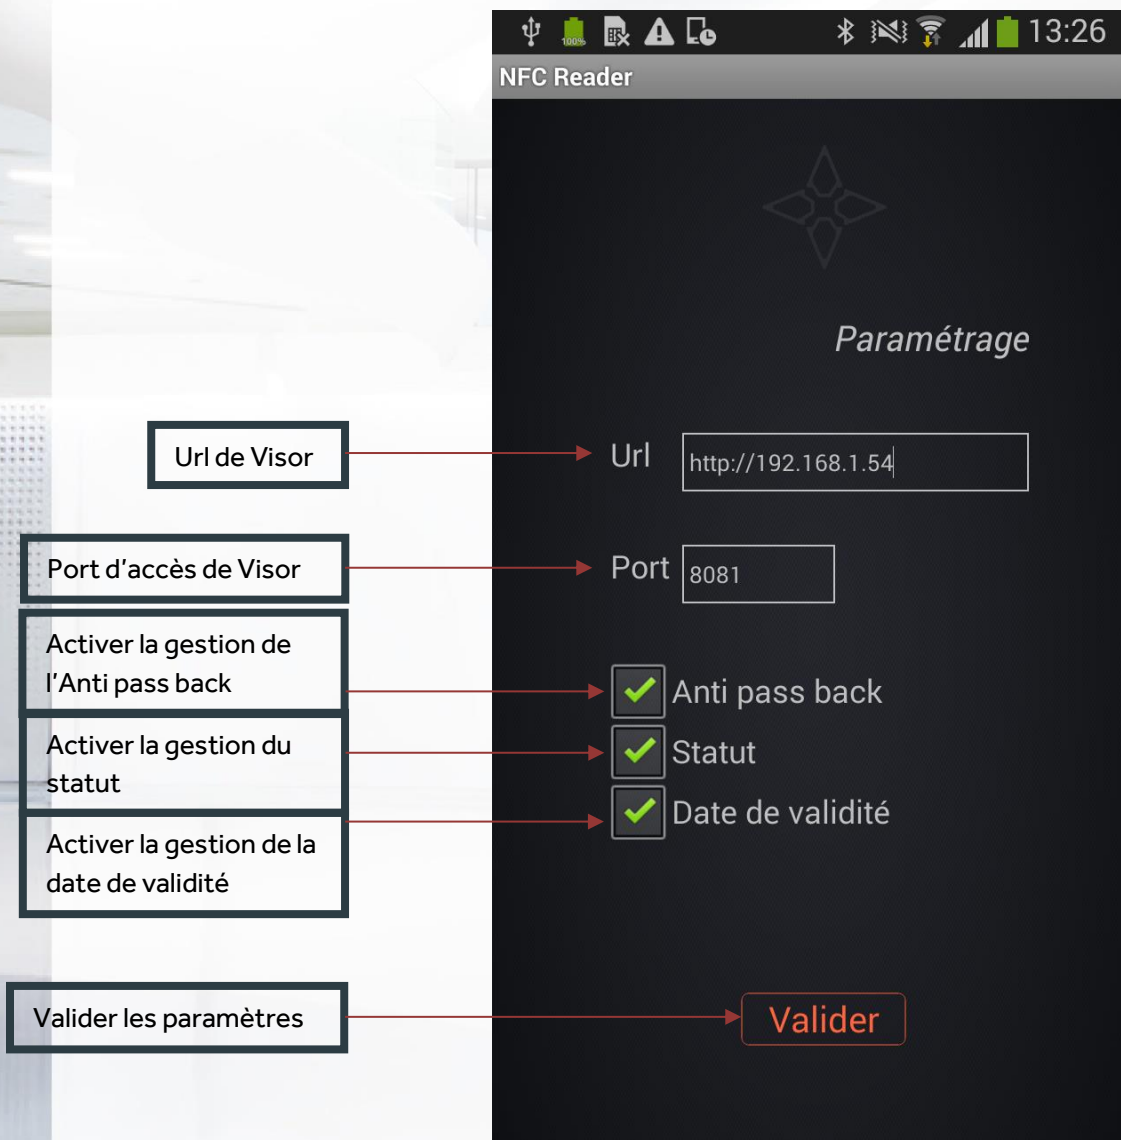 100%
13:26
NFC Reader
Paramétrage
Url de Visor
Url
http://192.168.1.54
Port d'accès de Visor
Port
8081
Activer la gestion de
l'Anti pass back
Anti pass back
Activer la gestion du
statut
Statut
Activer la gestion de la
date de validité
Date de validité
Valider les paramètres
Valider